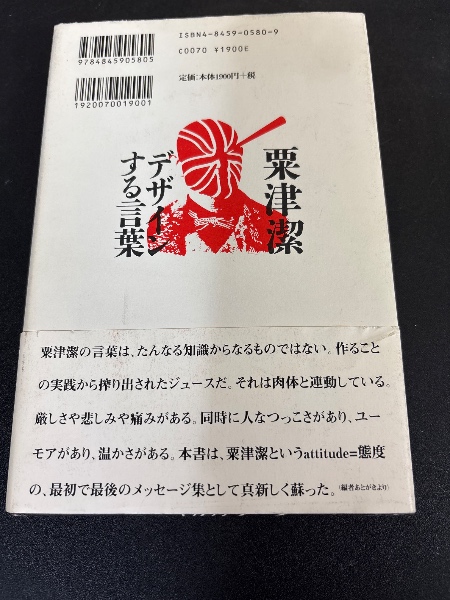 9784845905805
1920070019001
ISBN4-8459-0580-9
C0070 ¥1900E
定価:本体1900円+税
粟津潔
デザイン
する言葉
粟津潔の言葉は、たんなる知識からなるものではない。作ること
の実践から搾り出されたジュースだ。それは肉体と連動している。
厳しさや悲しみや痛みがある。同時に人なつっこさがあり、ユー
モアがあり、温かさがある。本書は、粟津潔というattitude=態度
の、最初で最後のメッセージ集として真新しく蘇った。(編者あとがきより)